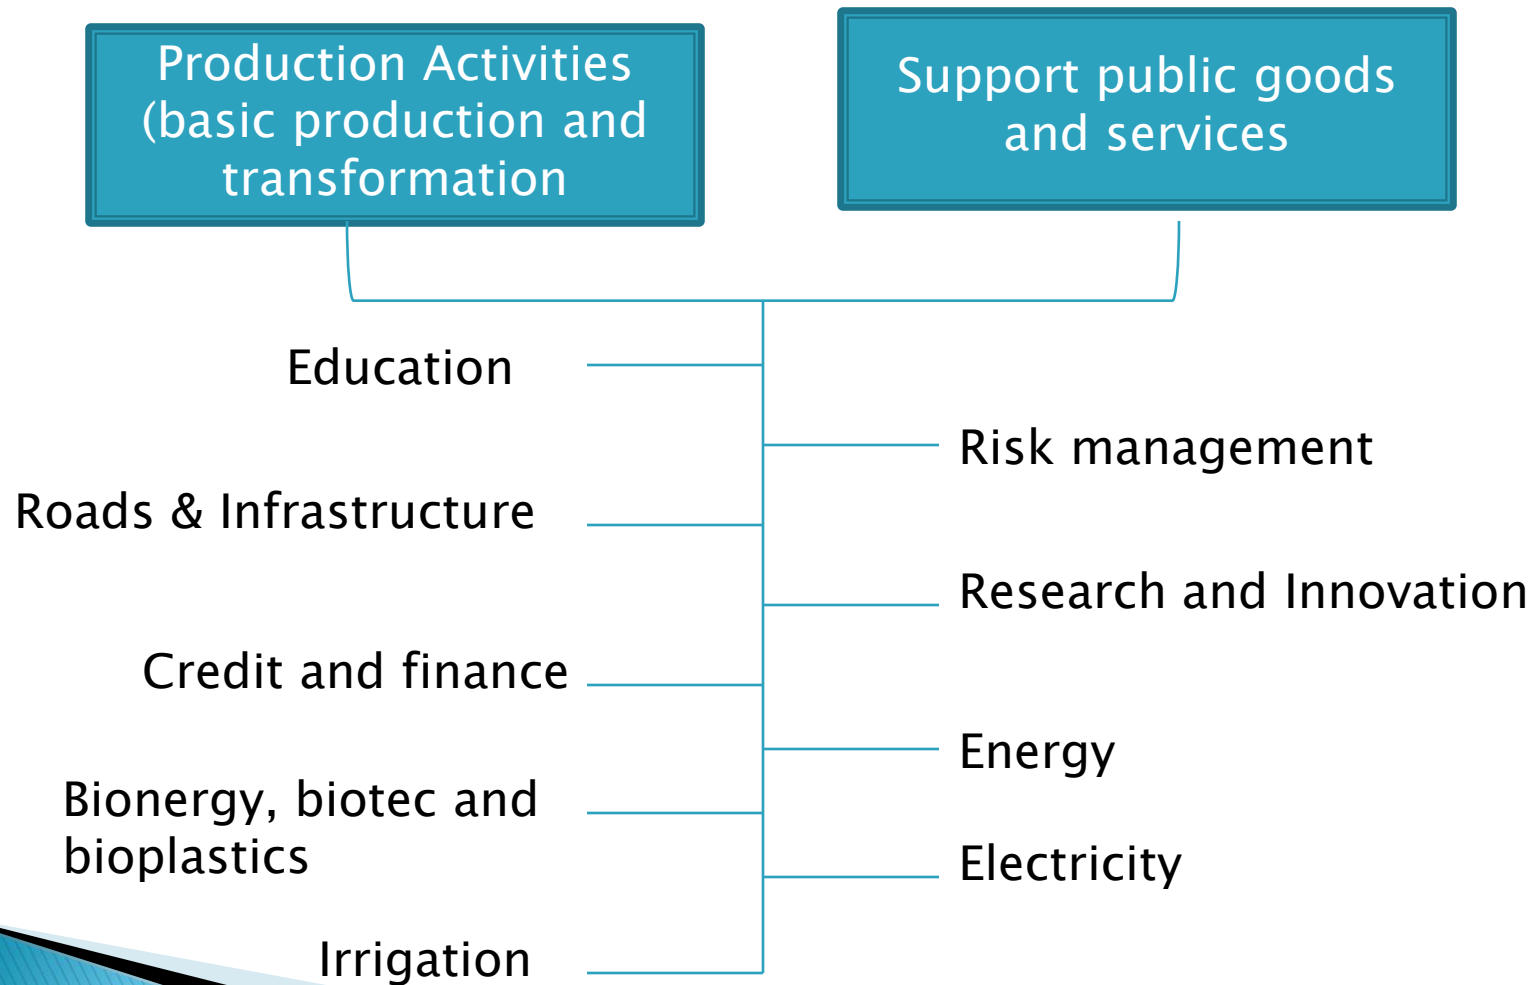 Production Activities
(basic production and
transformation
Support public goods
and services
Education
Risk management
Roads & Infrastructure
Research and Innovation
Credit and finance
Energy
Bionergy, biotec and
bioplastics
Electricity
Irrigation